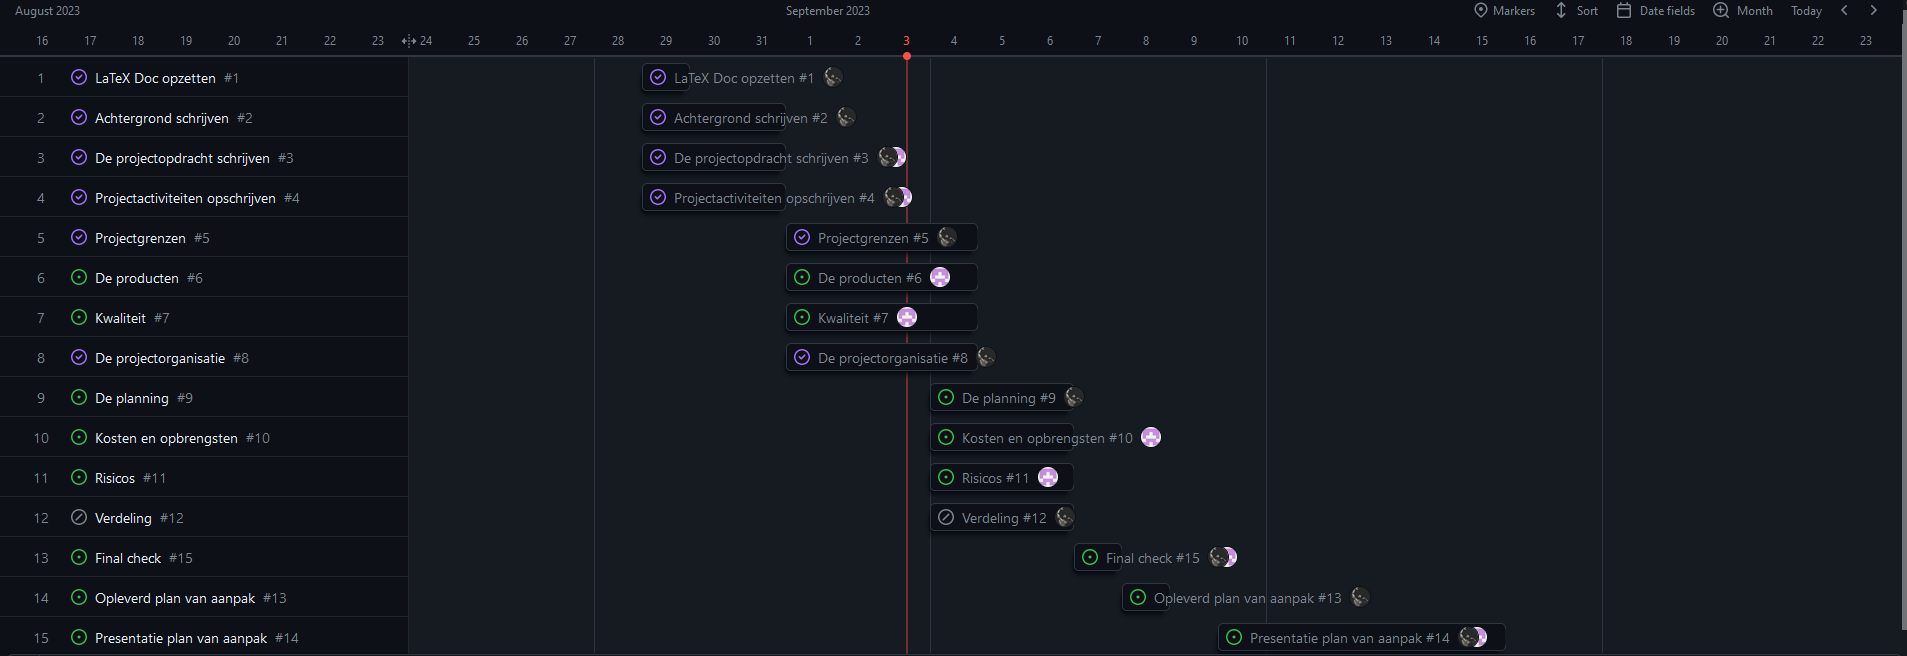 August 2023 September 2023 Markers Sort Date fields Month Today
16 17 18 19 20 21 22 23 24 25 26 27 28 29 30 31 1 2 3 4 5 6 7 8 9 10 11 12 13 14 15 16 17 18 19 20 21 22 23
1 LaTeX Doc opzetten #1 LaTeX Doc opzetten #1
2 Achtergrond schrijven #2 Achtergrond schrijven #2
3 De projectopdracht schrijven #3 De projectopdracht schrijven #3
4 Projectactiviteiten opschrijven #4 Projectactiviteiten opschrijven #4
5 Projectgrenzen #5 Projectgrenzen #5
6 De producten #6 De producten #6
7 Kwaliteit #7 Kwaliteit #7
8 De projectorganisatie #8 De projectorganisatie #8
9 De planning #9 De planning #9
10 Kosten en opbrengsten #10 Kosten en opbrengsten #10
11 Risicos #11 Risicos #11
12 Verdeling #12 Verdeling #12
13 Final check #15 Final check #15
14 Opleverd plan van aanpak #13 Opleverd plan van aanpak #13
15 Presentatie plan van aanpak #14 Presentatie plan van aanpak #14